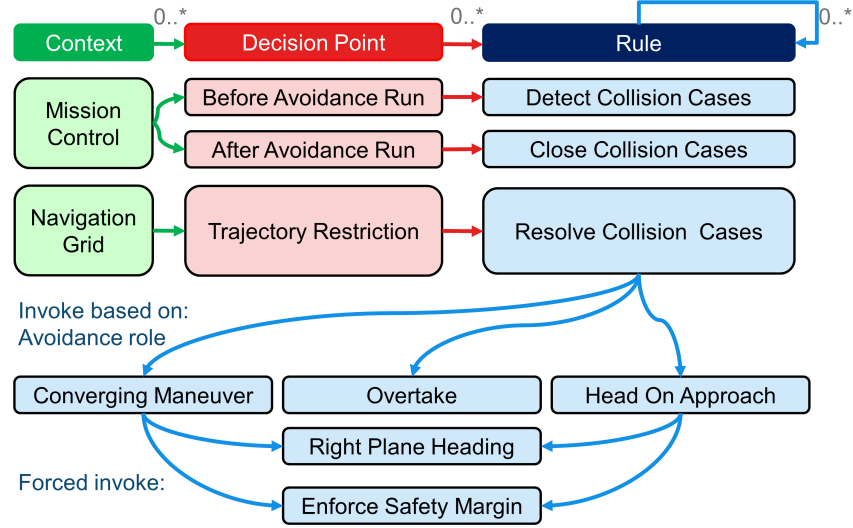 0..*
0..*
0..*
Context
Decision Point
Rule
Mission
Control
Before Avoidance Run
Detect Collision Cases
After Avoidance Run
Close Collision Cases
Navigation
Grid
Trajectory Restriction
Resolve Collision Cases
Invoke based on:
Avoidance role
Converging Maneuver
Overtake
Head On Approach
Right Plane Heading
Forced invoke:
Enforce Safety Margin